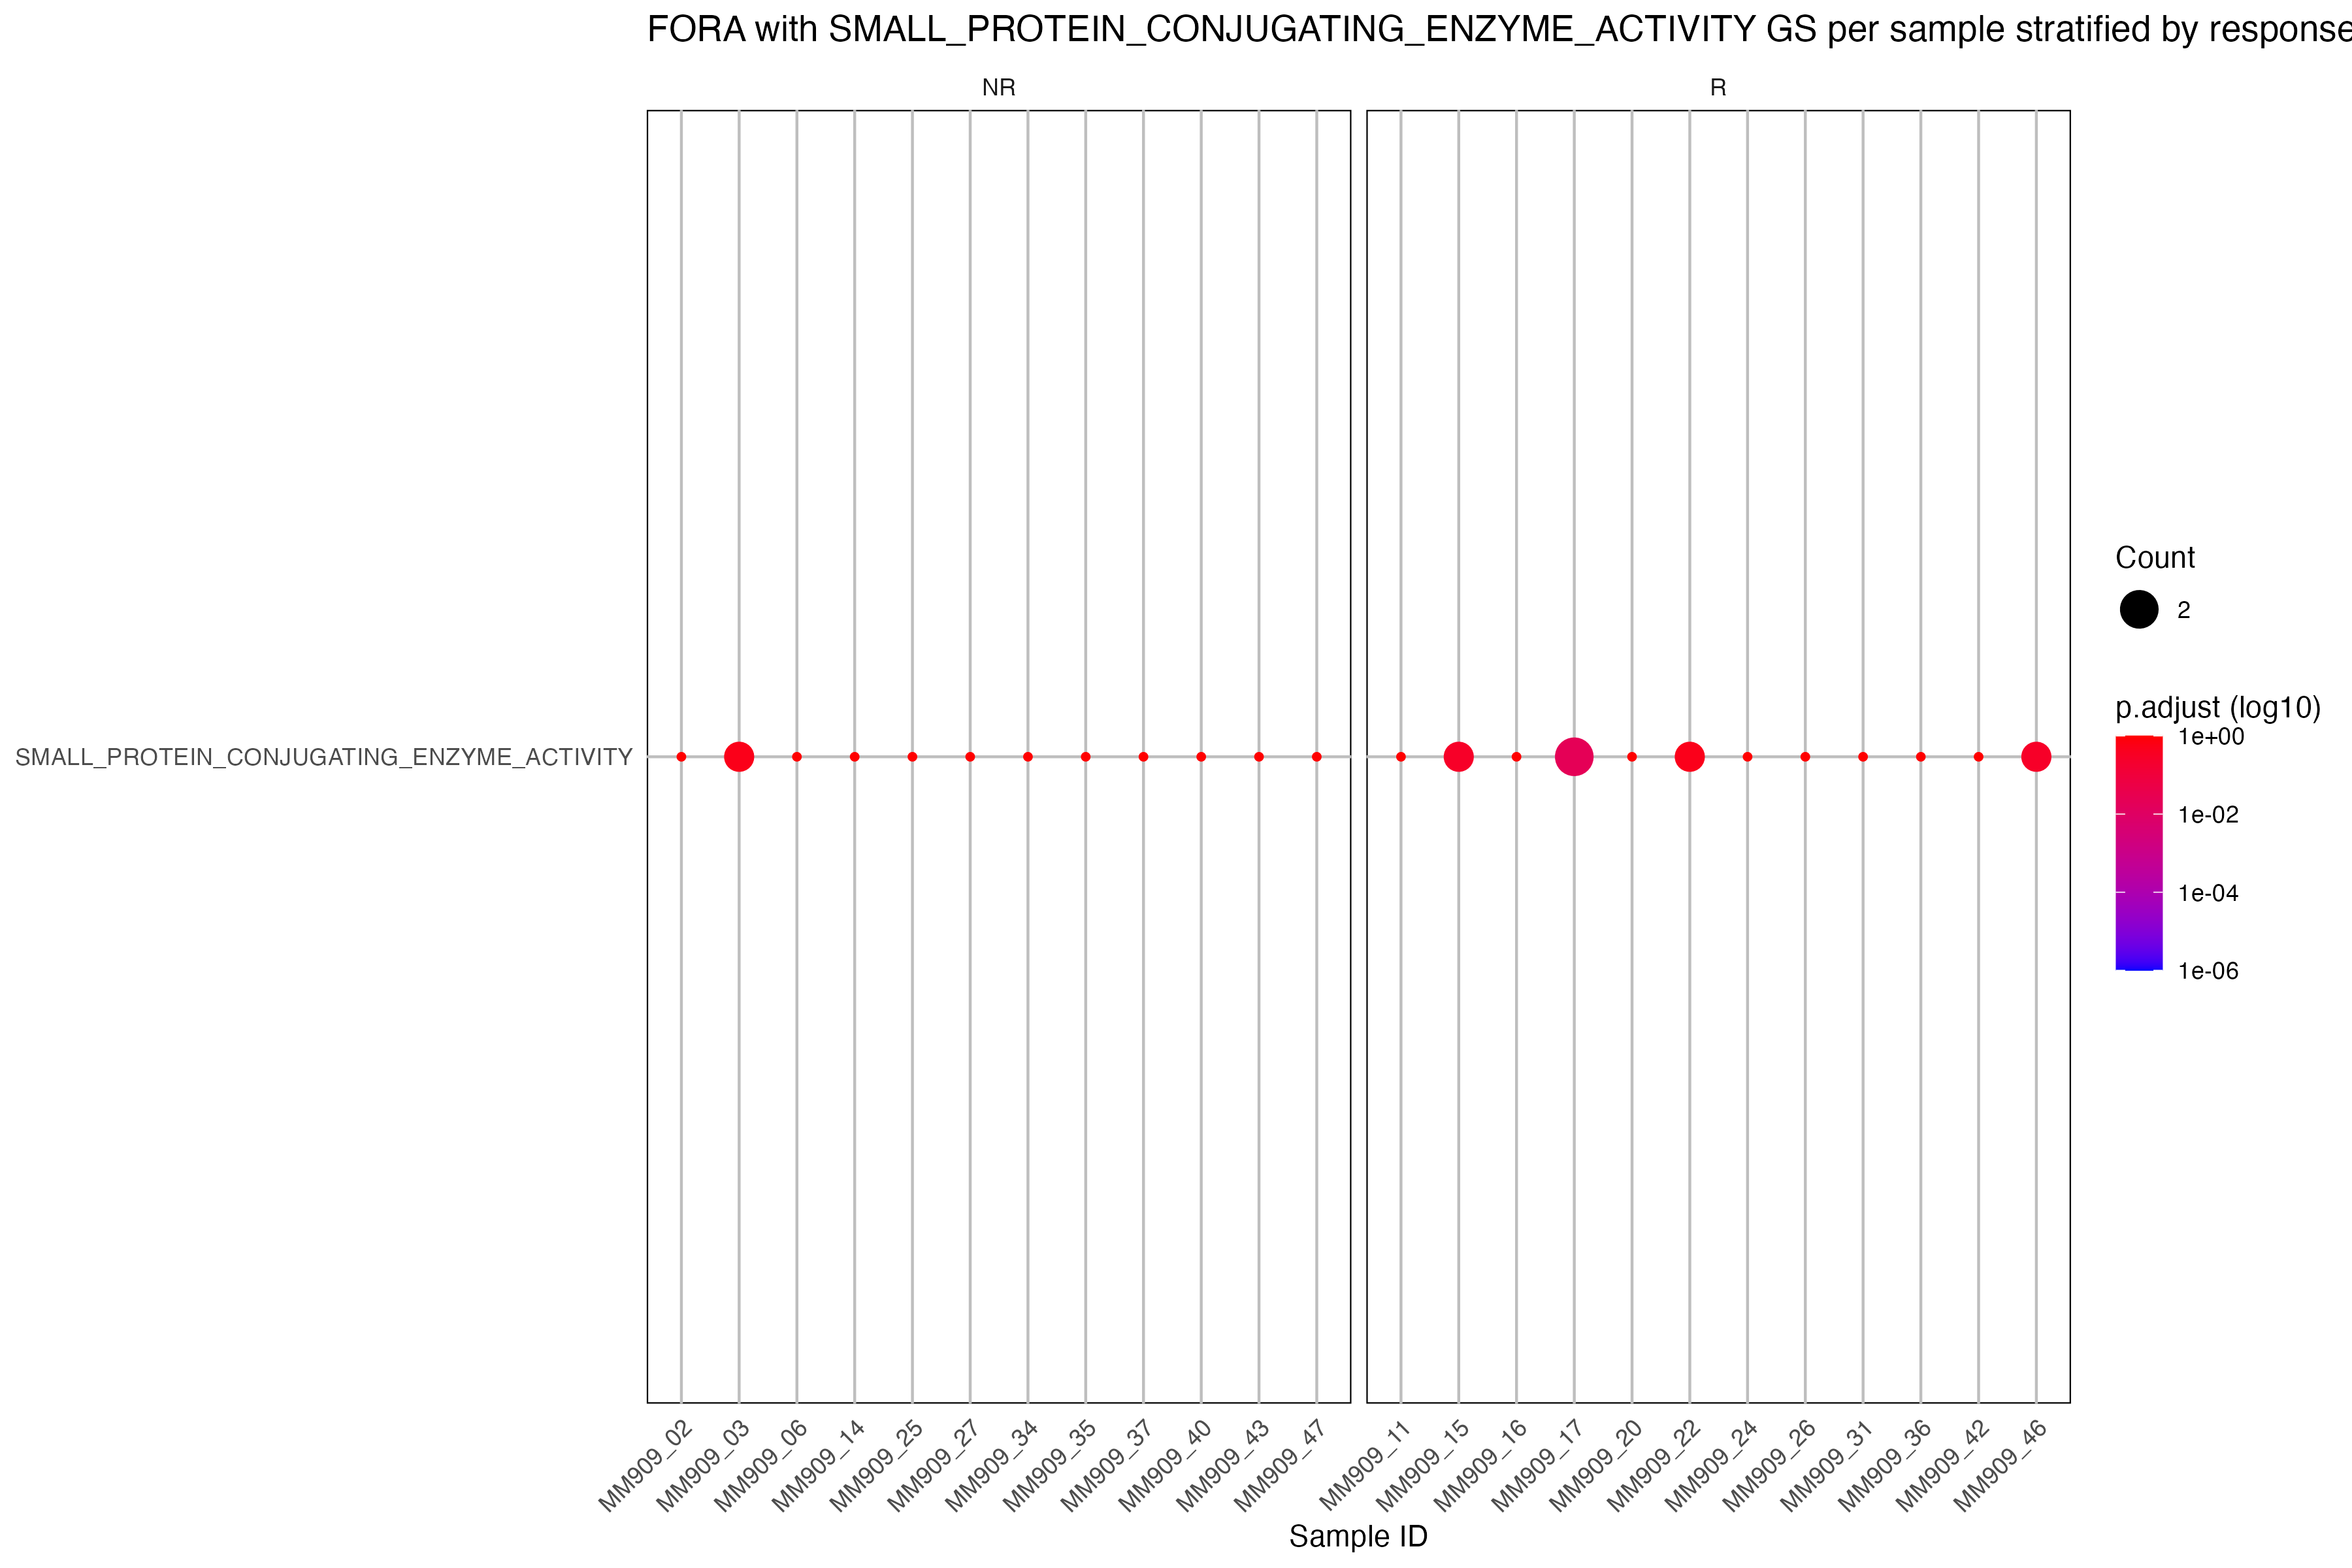 FORA with SMALL_PROTEIN_CONJUGATING_ENZYME_ACTIVITY GS per sample stratified by response
NR
R
SMALL_PROTEIN_CONJUGATING_ENZYME_ACTIVITY
MM909_02
MM909_03
MM909_06
MM909_14
MM909_25
MM909_27
MM909_34
MM909_35
MM909_37
MM909_40
MM909_43
MM909_47
MM909_11
MM909_15
MM909_16
MM909_17
MM909_20
MM909_22
MM909_24
MM909_26
MM909_31
MM909_36
MM909_42
MM909_46
Sample ID
Count
2
p.adjust (log10)
1e+00
1e-02
1e-04
1e-06